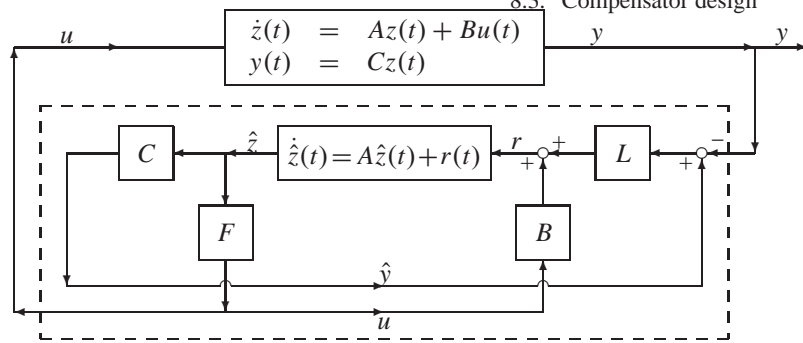 8.3. Compensator design
u
ż(t) = Az(t) + Bu(t)
y(t) = Cz(t)
y
y
C
ẑ
ẑ̇(t) = Aẑ(t) + r(t)
r
+
+
L
−
+
F
B
ŷ
u